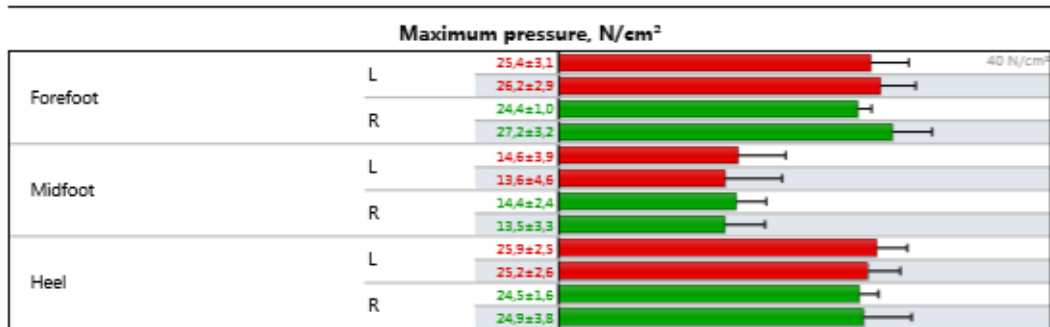 Maximum pressure, N/cm²
25,4±3,1 40 N/cm²
L
26,2±2,9
Forefoot
24,4±1,0
R
27,2±3,2
14,6±3,9
L
13,6±4,6
Midfoot
14,4±2,4
R
13,5±3,3
25,9±2,5
L
25,2±2,6
Heel
24,5±1,6
R
24,9±3,8